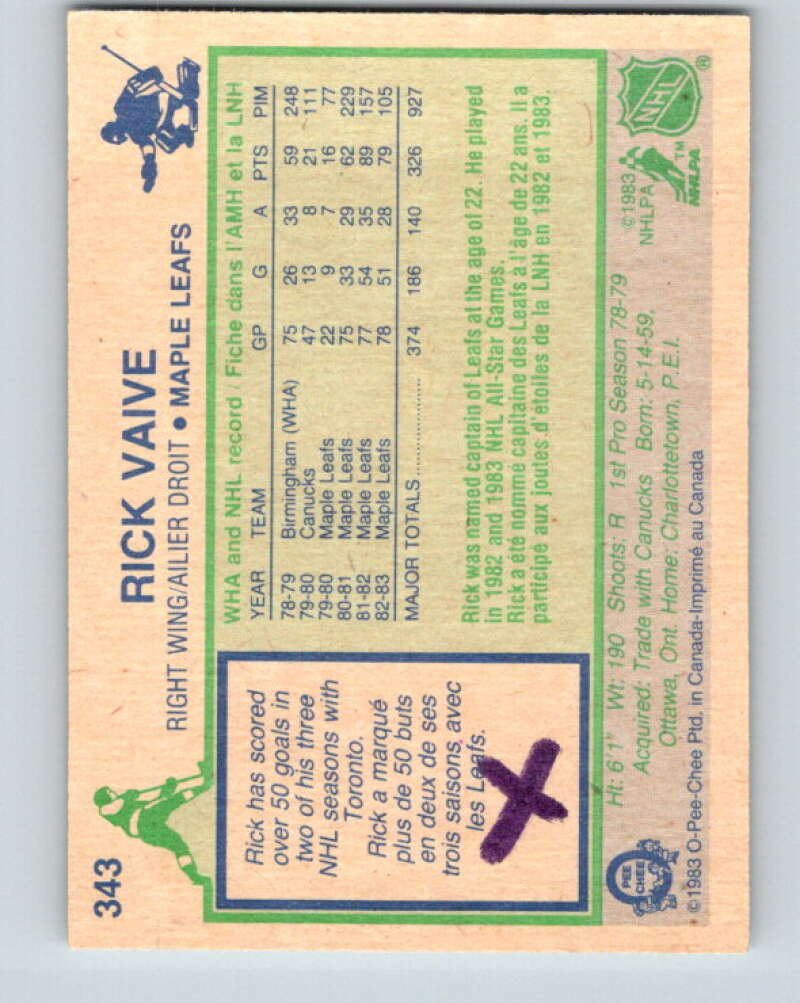 343
RICK VAIVE
RIGHT WING/AILIER DROIT • MAPLE LEAFS
Rick has scored
over 50 goals in
two of his three
NHL seasons with
Toronto.
Rick a marqué
plus de 50 buts
en deux de ses
trois saisons avec
les Leafs.
WHA and NHL record / Fiche dans l'AMH et la LNH
YEAR TEAM GP G A PTS PIM
78-79 Birmingham (WHA) 75 26 33 59 248
79-80 Canucks 47 13 8 21 111
79-80 Maple Leafs 22 9 7 16 77
80-81 Maple Leafs 75 33 29 62 229
81-82 Maple Leafs 77 54 35 89 157
82-83 Maple Leafs 78 51 28 79 105
MAJOR TOTALS .................. 374 186 140 326 927
Rick was named captain of Leafs at the age of 22. He played
in 1982 and 1983 NHL All-Star Games.
Rick a été nommé capitaine des Leafs à l'âge de 22 ans. Il a
participé aux joutes d'étoiles de la LNH en 1982 et 1983.
Ht: 6'1" Wt: 190 Shoots: R 1st Pro Season 78-79
Acquired: Trade with Canucks Born: 5-14-59,
Ottawa, Ont. Home: Charlottetown, P.E.I.
©1983
NHLPA
NHLPA
™
NHL
®
O
PEE
CHEE
©1983 O-Pee-Chee Ptd. in Canada-Imprimé au Canada